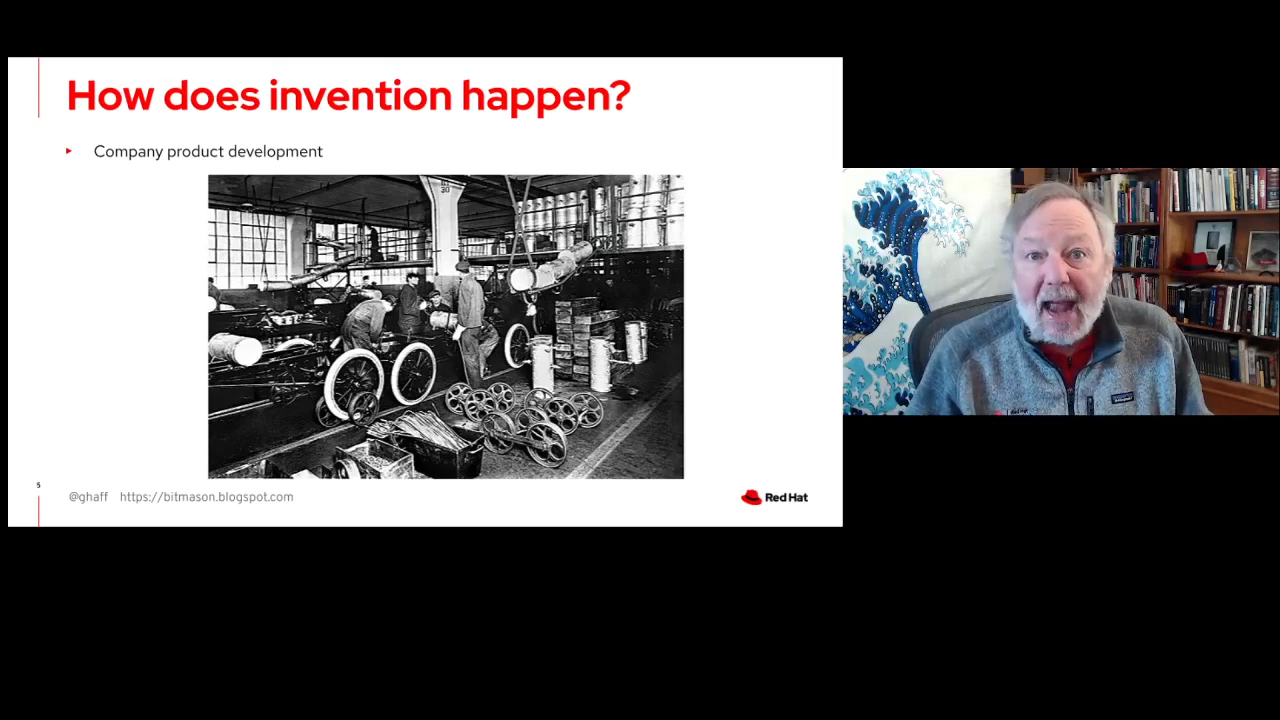 How does invention happen?
Company product development
5
@ghaff https://bitmason.blogspot.com
Red Hat